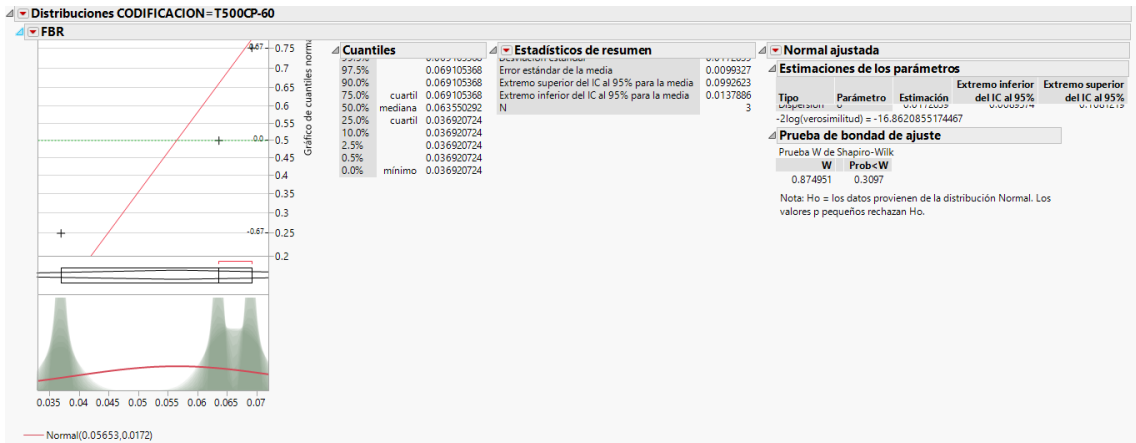 Distribuciones CODIFICACION=T500CP-60
FBR
0.67
0.0
-0.67
0.75
0.7
0.65
0.6
0.55
0.5
0.45
0.4
0.35
0.3
0.25
0.2
Gráfico de cuantiles norma
0.035 0.04 0.045 0.05 0.055 0.06 0.065 0.07
Normal(0.05653,0.0172)
Cuantiles
97.5% 0.069105368
90.0% 0.069105368
75.0% cuartil 0.069105368
50.0% mediana 0.063550292
25.0% cuartil 0.036920724
10.0% 0.036920724
2.5% 0.036920724
0.5% 0.036920724
0.0% mínimo 0.036920724
Estadísticos de resumen
Error estándar de la media 0.0099327
Extremo superior del IC al 95% para la media 0.0992623
Extremo inferior del IC al 95% para la media 0.0137886
N 3
Normal ajustada
Estimaciones de los parámetros
Extremo inferior Extremo superior
Tipo Parámetro Estimación del IC al 95% del IC al 95%
-2log(verosimilitud) = -16.8620855174467
Prueba de bondad de ajuste
Prueba W de Shapiro-Wilk
W Prob<W
0.874951 0.3097
Nota: Ho = los datos provienen de la distribución Normal. Los
valores p pequeños rechazan Ho.